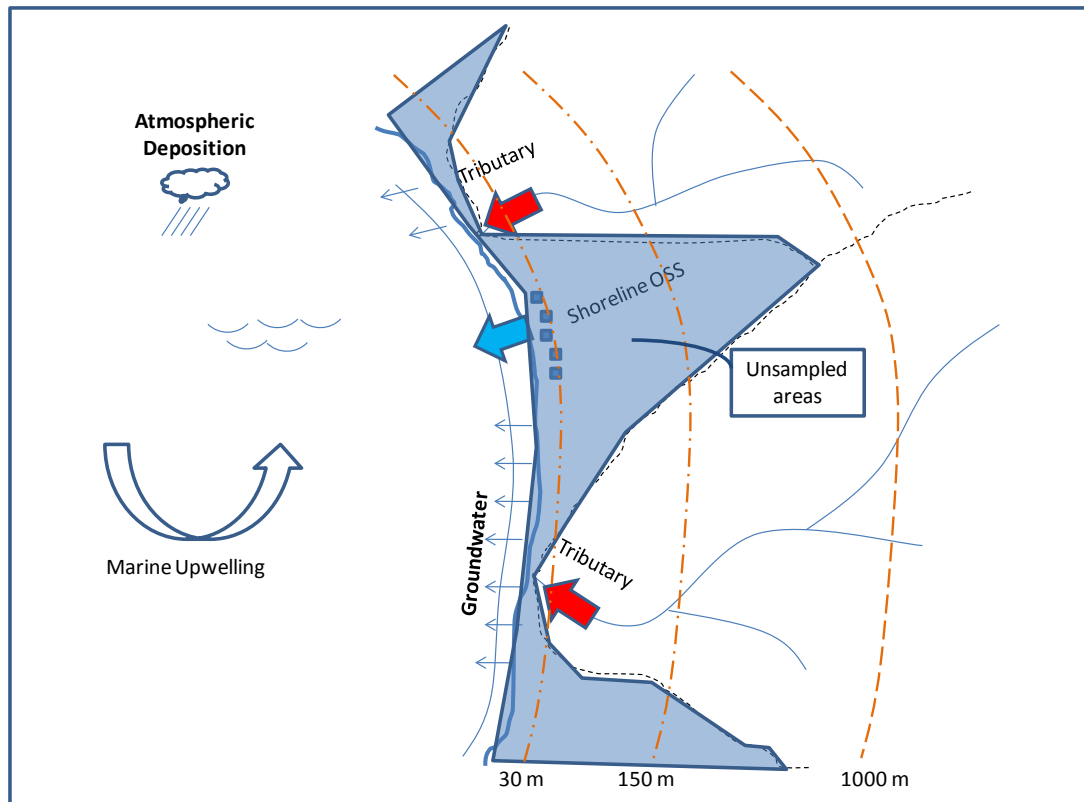 Atmospheric
Deposition
Tributary
Shoreline OSS
Unsampled
areas
Groundwater
Tributary
Marine Upwelling
30 m
150 m
1000 m